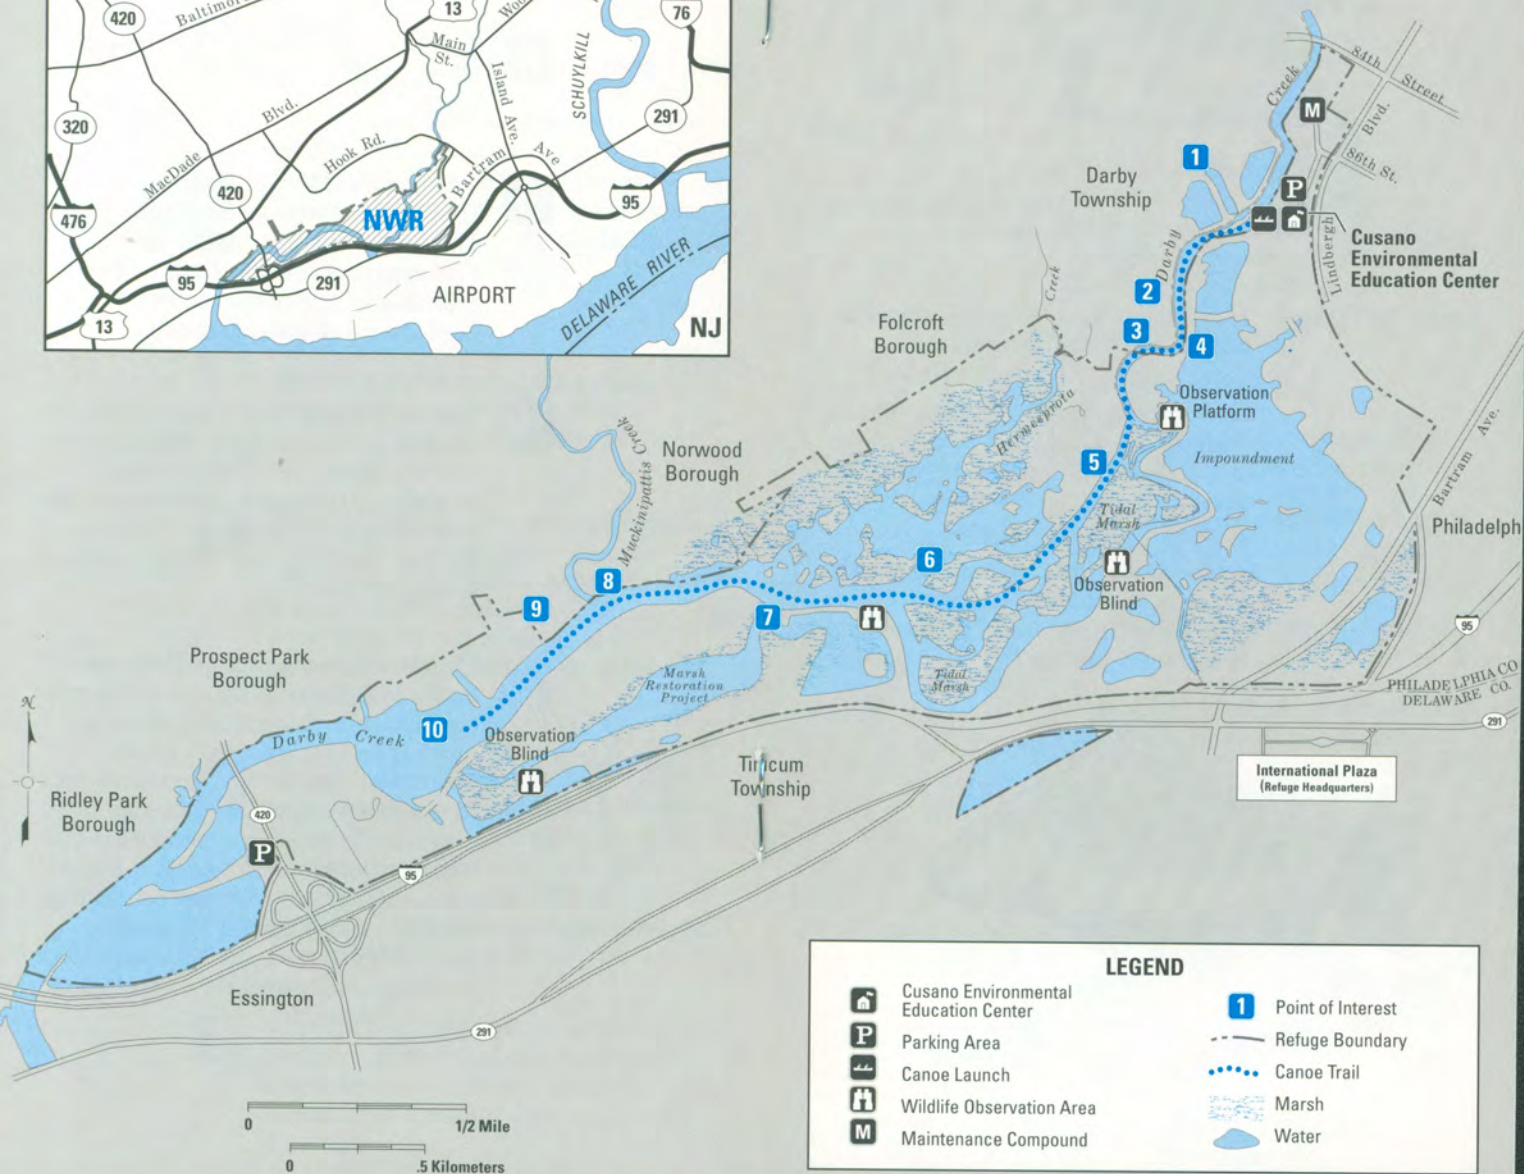 420
Baltimor
13
Woo
76
Main
St.
Island Ave.
SCHUYLKILL
291
320
MacDade
Blvd.
Hook Rd.
Bartram
Ave
420
476
NWR
95
95
291
AIRPORT
DELAWARE RIVER
13
NJ
84th
Street
Creek
M
Blvd.
86th St.
1
Darby
Township
P
Lindbergh
Cusano
Environmental
Education Center
Darby
2
Creek
3
4
Folcroft
Borough
Observation
Platform
Hermesprota
Impoundment
5
Bartram Ave.
Muckinipattis Creek
Norwood
Borough
Tidal
Marsh
Philadelph
6
Observation
Blind
8
9
7
95
Prospect Park
Borough
Marsh
Restoration
Project
Tidal
Marsh
PHILADELPHIA CO
DELAWARE CO.
291
N
10
Darby Creek
Observation
Blind
Tinicum
Township
International Plaza
(Refuge Headquarters)
Ridley Park
Borough
420
P
95
Essington
291
LEGEND
Cusano Environmental
Education Center
P
Parking Area
Canoe Launch
Wildlife Observation Area
M
Maintenance Compound
1
Point of Interest
Refuge Boundary
Canoe Trail
Marsh
Water
0
1/2 Mile
0
.5 Kilometers